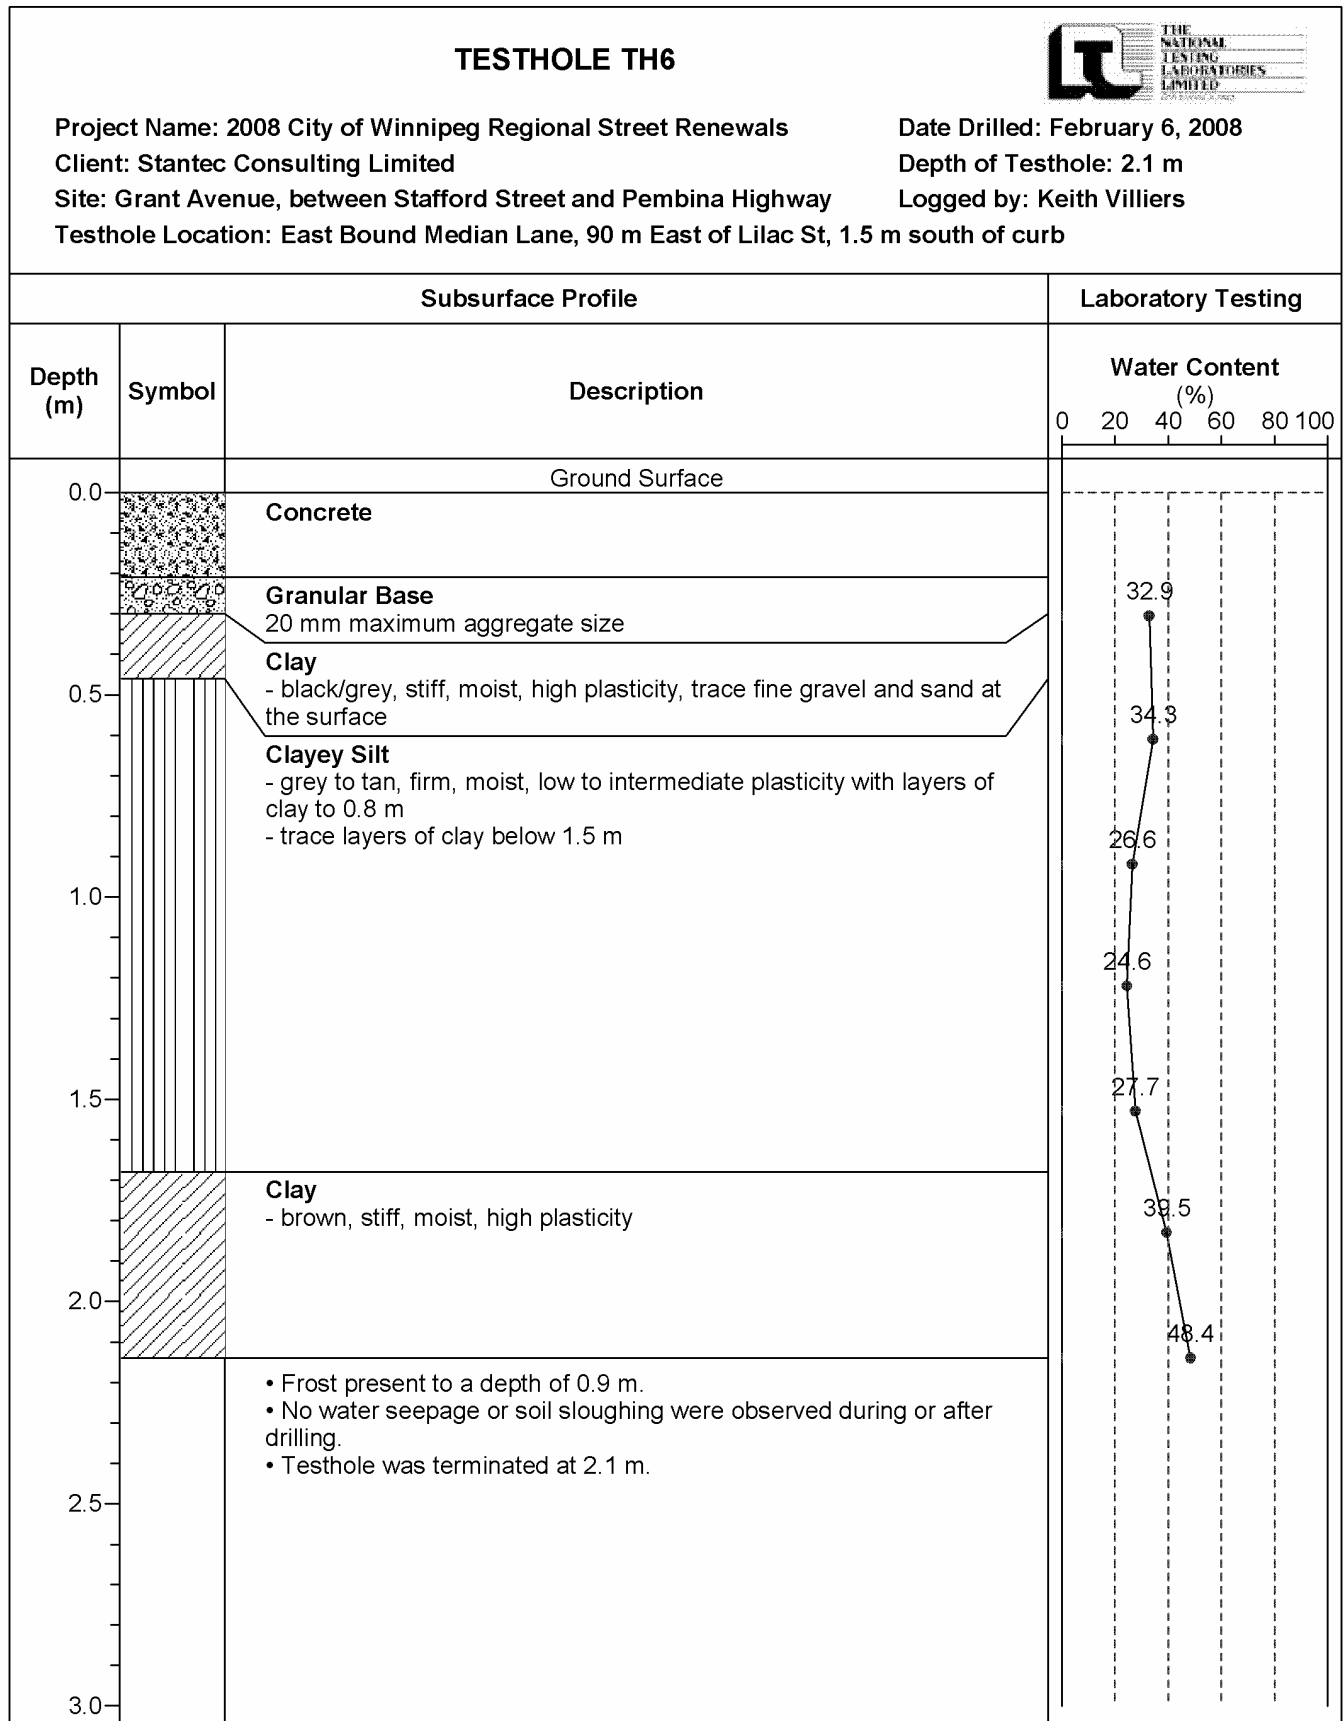 TESTHOLE TH6
THE
NATIONAL
TESTING
LABORATORIES
LIMITED
Project Name: 2008 City of Winnipeg Regional Street Renewals
Date Drilled: February 6, 2008
Client: Stantec Consulting Limited
Depth of Testhole: 2.1 m
Site: Grant Avenue, between Stafford Street and Pembina Highway
Logged by: Keith Villiers
Testhole Location: East Bound Median Lane, 90 m East of Lilac St, 1.5 m south of curb
Subsurface Profile
Laboratory Testing
Depth
(m)
Symbol
Description
Water Content
(%)
0 20 40 60 80 100
Ground Surface
0.0
Concrete
Granular Base
20 mm maximum aggregate size
32.9
Clay
- black/grey, stiff, moist, high plasticity, trace fine gravel and sand at
the surface
0.5
34.3
Clayey Silt
- grey to tan, firm, moist, low to intermediate plasticity with layers of
clay to 0.8 m
- trace layers of clay below 1.5 m
26.6
1.0
24.6
1.5
27.7
Clay
- brown, stiff, moist, high plasticity
39.5
2.0
48.4
• Frost present to a depth of 0.9 m.
• No water seepage or soil sloughing were observed during or after
drilling.
• Testhole was terminated at 2.1 m.
2.5
3.0